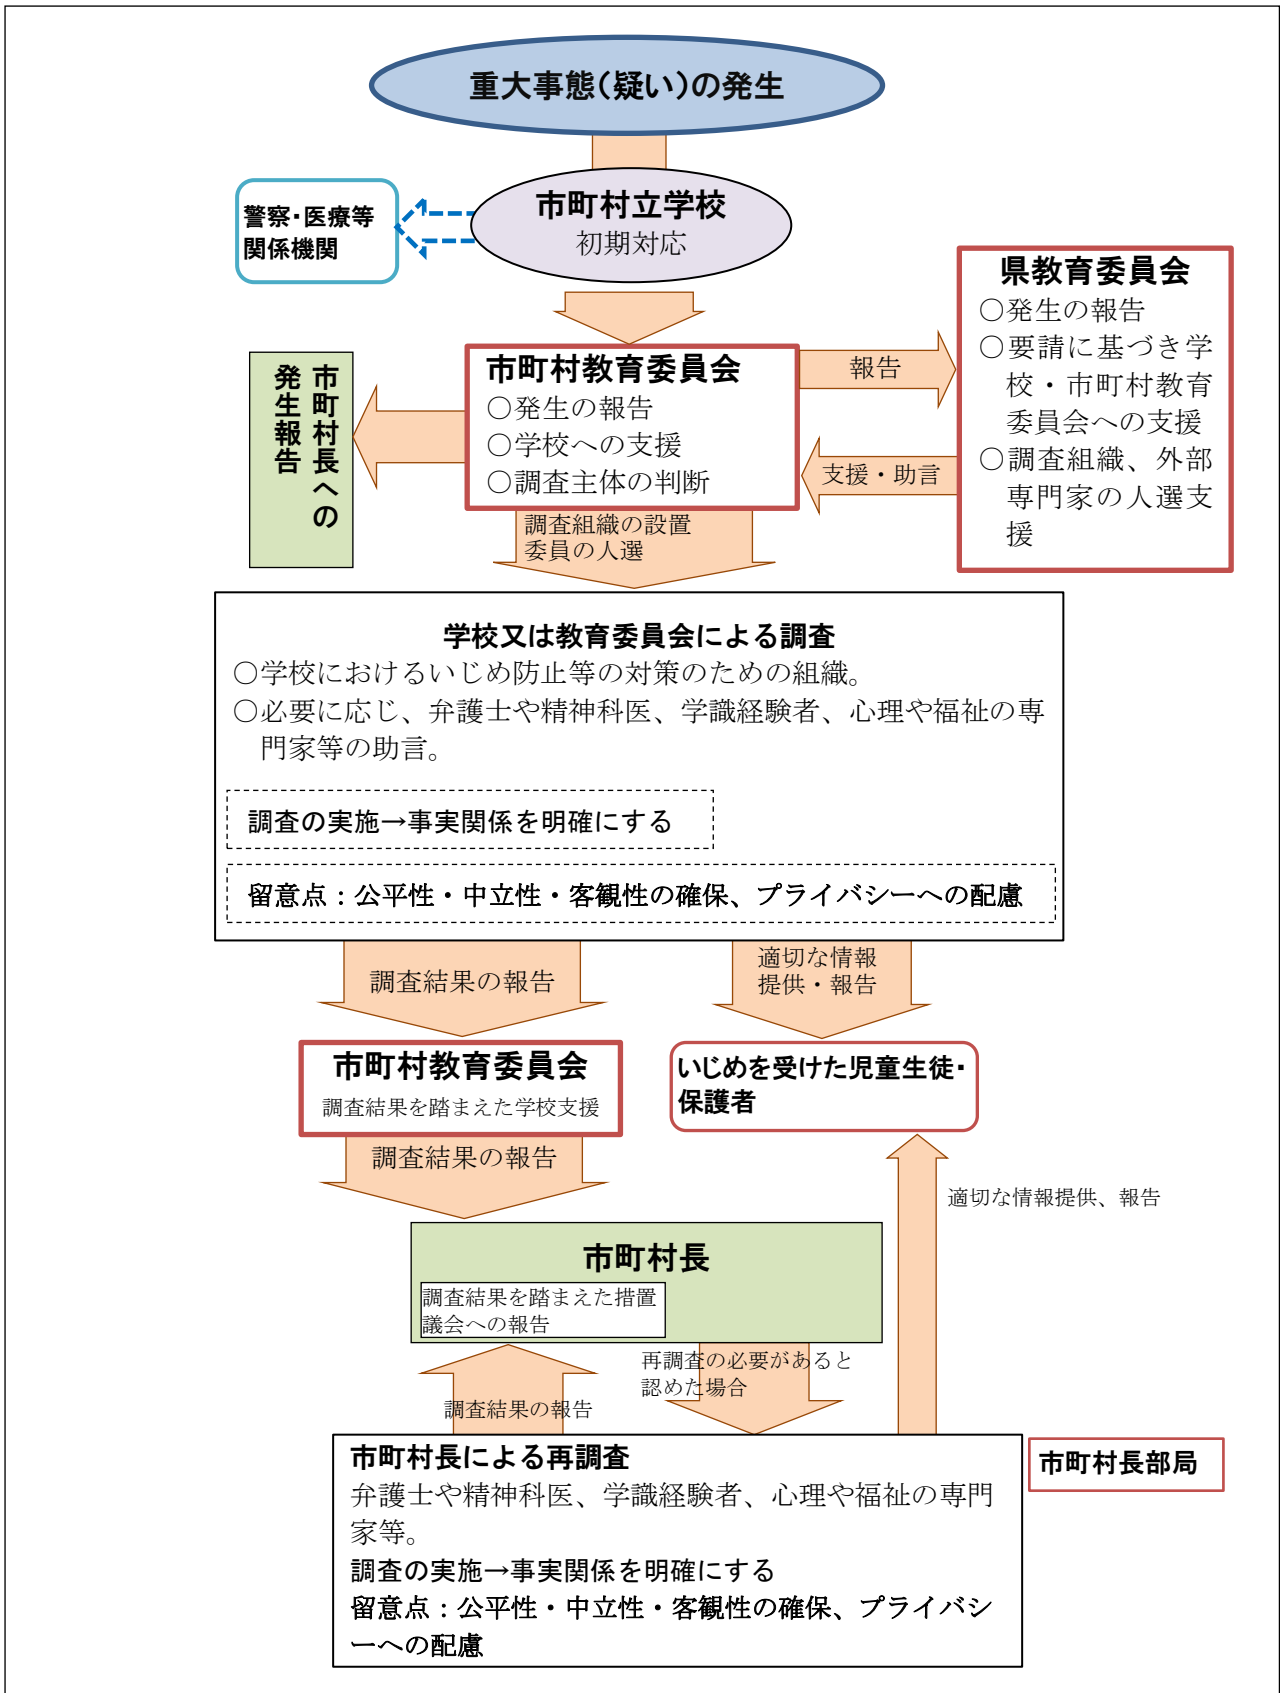 重大事態(疑い)の発生
市町村立学校
初期対応
警察・医療等
関係機関
県教育委員会
○発生の報告
○要請に基づき学
校・市町村教育
委員会への支援
○調査組織、外部
専門家の人選支
援
市町村教育委員会
○発生の報告
○学校への支援
○調査主体の判断
報告
支援・助言
市町村長への
発生報告
調査組織の設置
委員の人選
学校又は教育委員会による調査
○学校におけるいじめ防止等の対策のための組織。
○必要に応じ、弁護士や精神科医、学識経験者、心理や福祉の専
門家等の助言。
調査の実施→事実関係を明確にする
留意点：公平性・中立性・客観性の確保、プライバシーへの配慮
調査結果の報告
適切な情報
提供・報告
市町村教育委員会
調査結果を踏まえた学校支援
いじめを受けた児童生徒・
保護者
調査結果の報告
適切な情報提供、報告
市町村長
調査結果を踏まえた措置
議会への報告
再調査の必要があると
認めた場合
調査結果の報告
市町村長による再調査
弁護士や精神科医、学識経験者、心理や福祉の専門
家等。
調査の実施→事実関係を明確にする
留意点：公平性・中立性・客観性の確保、プライバシ
ーへの配慮
市町村長部局